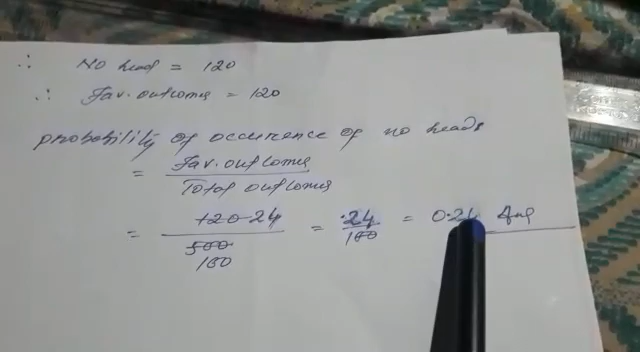 ∴ No head = 120
∴ Fav. outcomes = 120
probability of occurrence of no heads
= Fav. outcomes
Total outcomes
= 120 24 = 24 = 0.24 Ans
500 100
100